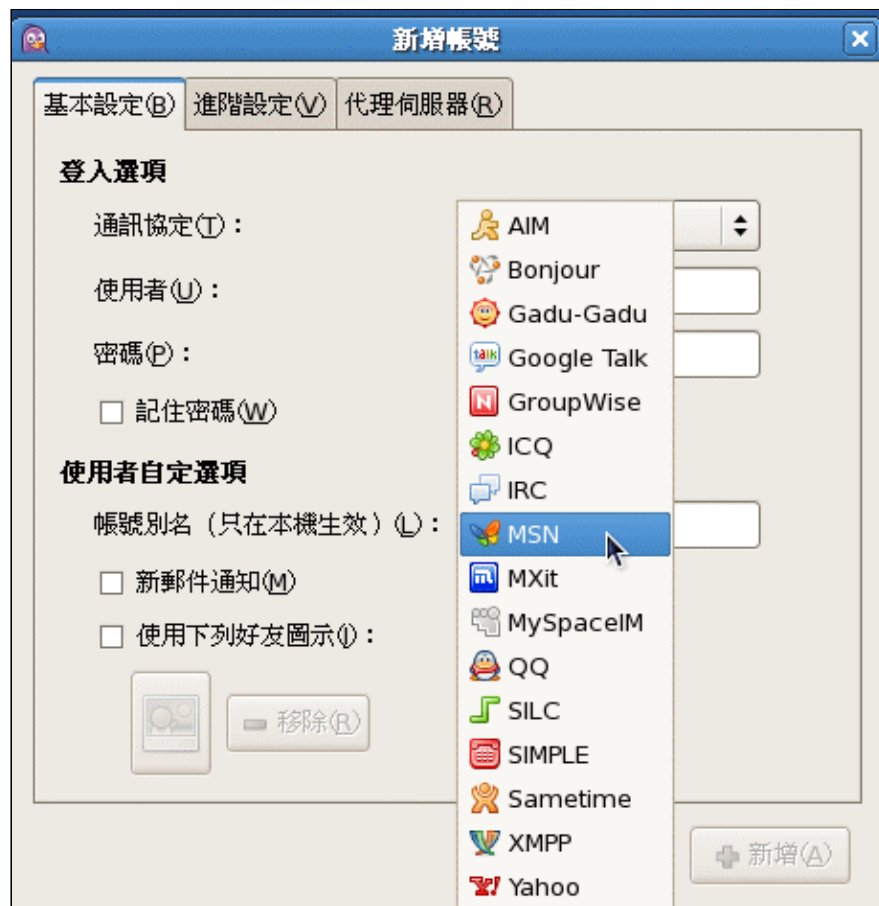 新增帳號
基本設定(B) 進階設定(V) 代理伺服器(R)
登入選項
通訊協定(T)：
使用者(U)：
密碼(P)：
記住密碼(W)
使用者自定選項
帳號別名（只在本機生效）(L)：
新郵件通知(M)
使用下列好友圖示(I)：
移除(R)
AIM
Bonjour
Gadu-Gadu
talk Google Talk
N GroupWise
ICQ
IRC
MSN
m MXit
MySpaceIM
QQ
SILC
SIMPLE
Sametime
XMPP
Y! Yahoo
新增(A)